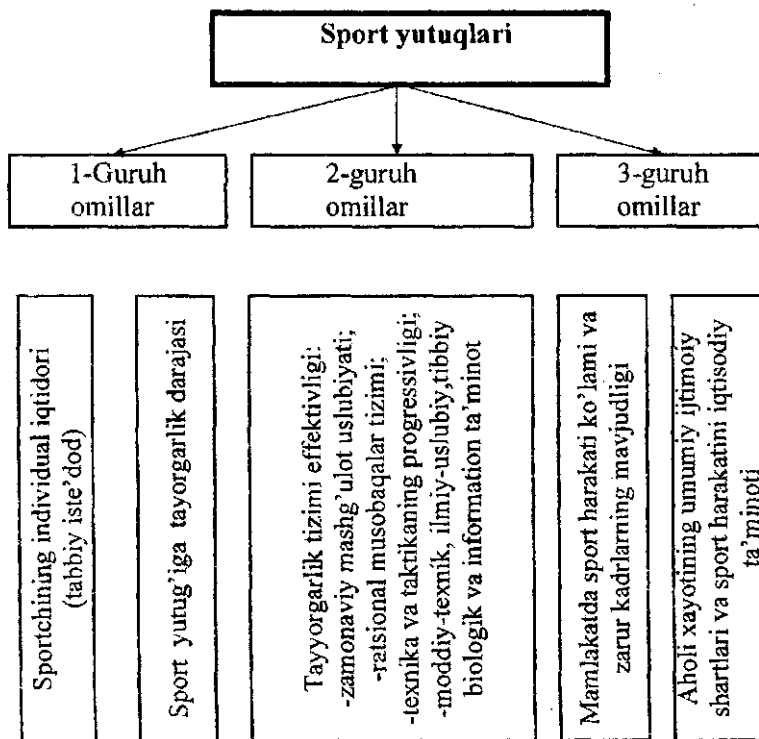 Sport yutuqlari
1-Guruh
omillar
2-guruh
omillar
3-guruh
omillar
Sportchining individual iqtidori
(tabbiy iste’dod)
Sport yutug’iga tayorgarlik darajasi
Tayyorgarlik tizimi effektivligi:
-zamonaviy mashg’ulot uslubiyati;
-ratsional musobaqalar tizimi;
-texnika va taktikaning progressivligi;
-moddiy-texnik, ilmiy-uslubiy,tibbiy
biologik va information ta’minot
Mamlakatda sport harakati ko’lami va
zarur kadrlarning mavjudligi
Aholi xayotining umumiy ijtimoiy
shartlari va sport harakatini iqtisodiy
ta’minoti